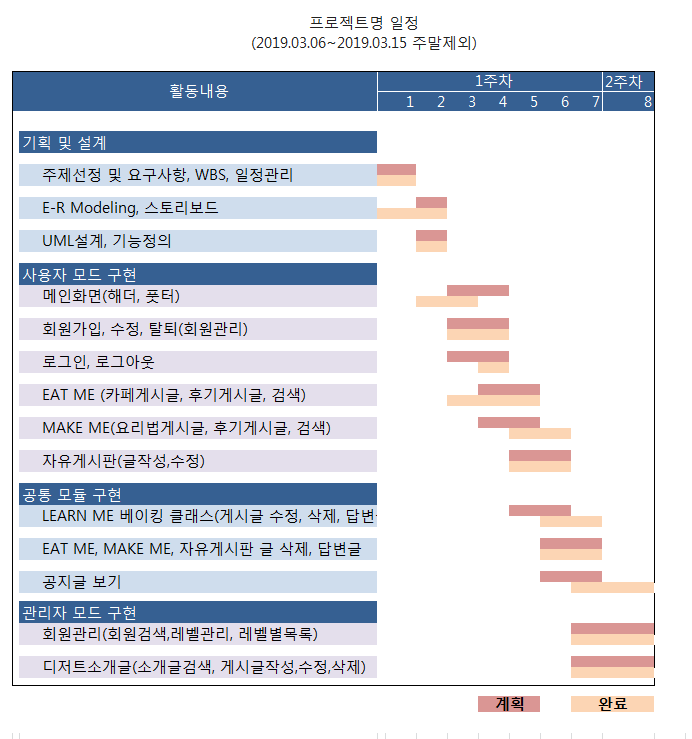 프로젝트명 일정
(2019.03.06~2019.03.15 주말제외)
활동내용
1주차
2주차
1 2 3 4 5 6 7 8
기획 및 설계
주제선정 및 요구사항, WBS, 일정관리
E-R Modeling, 스토리보드
UML설계, 기능정의
사용자 모드 구현
메인화면(해더, 풋터)
회원가입, 수정, 탈퇴(회원관리)
로그인, 로그아웃
EAT ME (카페게시글, 후기게시글, 검색)
MAKE ME(요리법게시글, 후기게시글, 검색)
자유게시판(글작성,수정)
공통 모듈 구현
LEARN ME 베이킹 클래스(게시글 수정, 삭제, 답변
EAT ME, MAKE ME, 자유게시판 글 삭제, 답변글
공지글 보기
관리자 모드 구현
회원관리(회원검색,레벨관리, 레벨별목록)
디저트소개글(소개글검색, 게시글작성,수정,삭제)
계획
완료